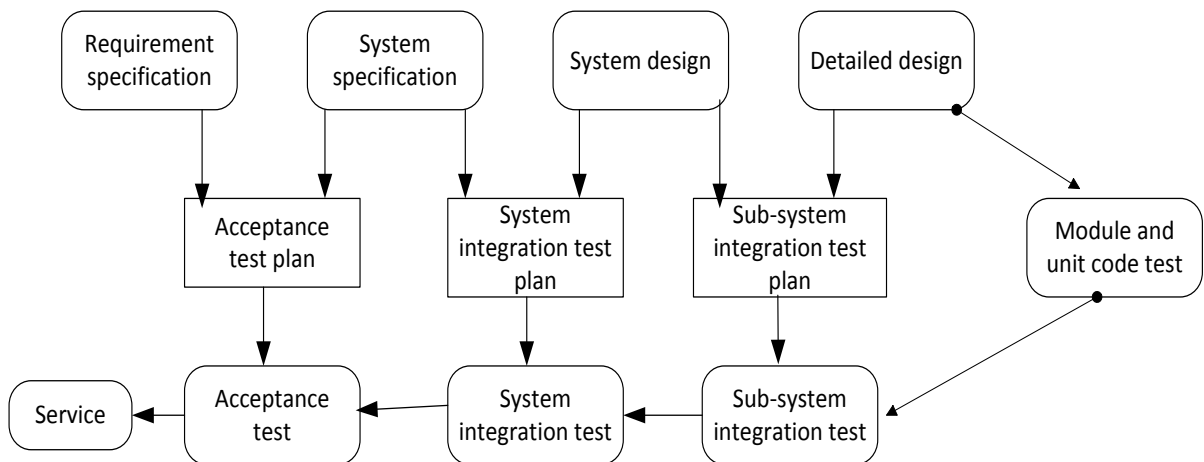 Requirement
specification
System
specification
System design
Detailed design
Acceptance
test plan
System
integration test
plan
Sub-system
integration test
plan
Module and
unit code test
Service
Acceptance
test
System
integration test
Sub-system
integration test